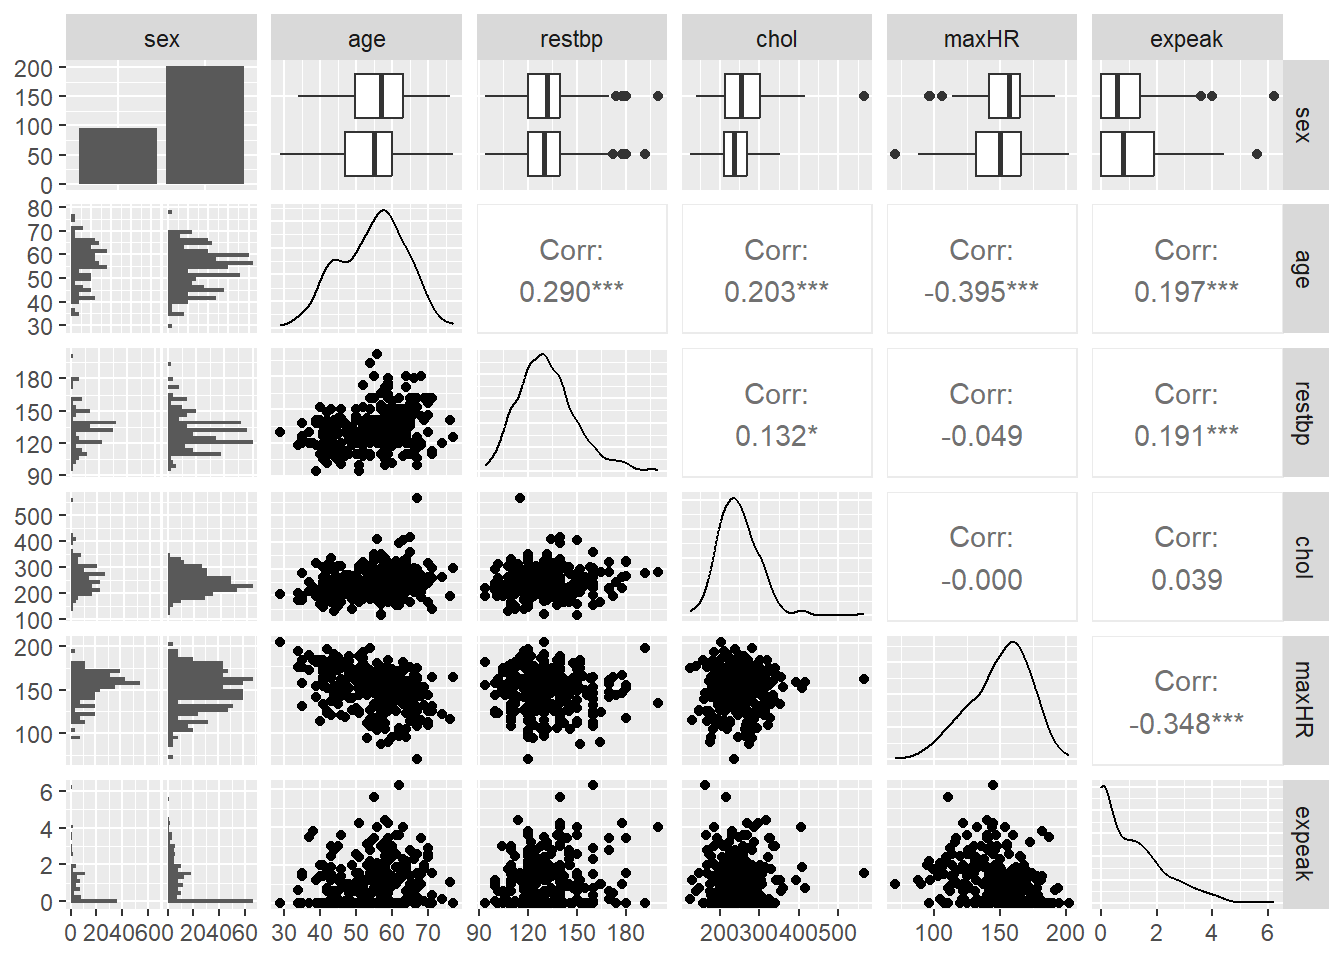 sex age restbp chol maxHR expeak
200
150
100
50
0
sex
80
70
60
50
40
30
Corr:
0.290***
Corr:
0.203***
Corr:
-0.395***
Corr:
0.197***
age
180
150
120
90
Corr:
0.132*
Corr:
-0.049
Corr:
0.191***
restbp
500
400
300
200
100
Corr:
-0.000
Corr:
0.039
chol
200
150
100
Corr:
-0.348***
maxHR
6
4
2
0
expeak
0 204060 0 204060 30 40 50 60 70 90 120 150 180 200300400500 100 150 200 0 2 4 6